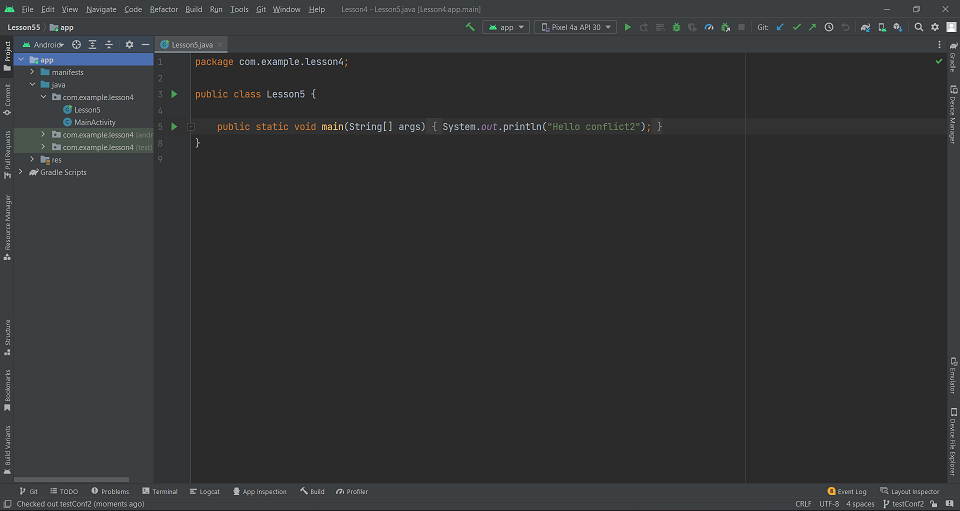 File Edit View Navigate Code Refactor Build Run Tools Git Window Help Lesson4 - Lesson5.java [Lesson4.app.main]
Lesson55 app app Pixel 4a API 30 Git:
Android Lesson5.java
Project
Commit
Pull Requests
Resource Manager
Structure
Bookmarks
Build Variants
app
manifests
java
com.example.lesson4
Lesson5
MainActivity
com.example.lesson4 (andr
com.example.lesson4 (test)
res
Gradle Scripts
1 package com.example.lesson4;
2
3 public class Lesson5 {
4
5 public static void main(String[] args) { System.out.println("Hello conflict2"); }
8 }
9
Gradle
Device Manager
Emulator
Device File Explorer
Git TODO Problems Terminal Logcat App Inspection Build Profiler Event Log Layout Inspector
Checked out testConf2 (moments ago) CRLF UTF-8 4 spaces testConf2